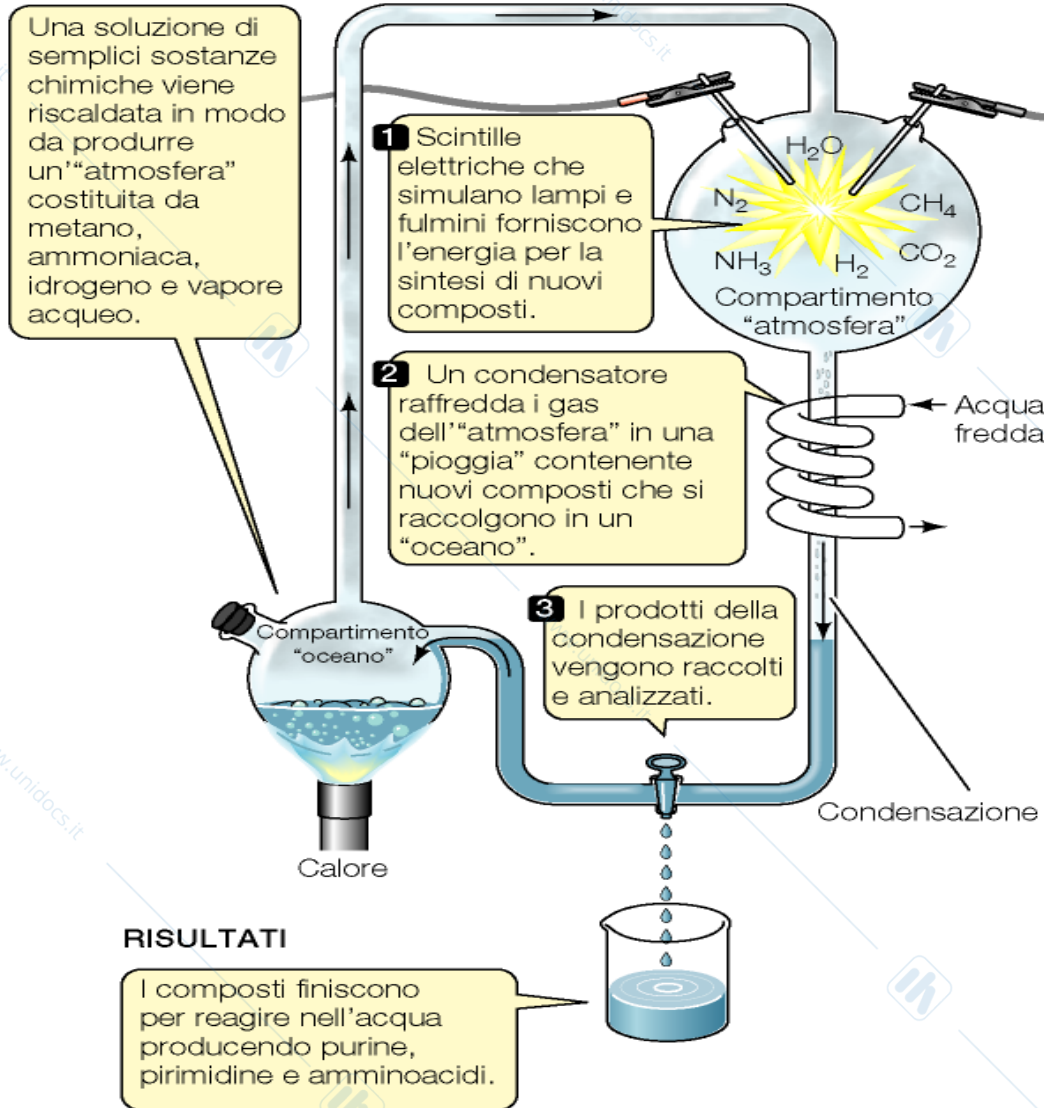 Una soluzione di
semplici sostanze
chimiche viene
riscaldata in modo
da produrre
un'“atmosfera”
costituita da
metano,
ammoniaca,
idrogeno e vapore
acqueo.
1 Scintille
elettriche che
simulano lampi e
fulmini forniscono
l'energia per la
sintesi di nuovi
composti.
H₂O
N₂
CH₄
NH₃
H₂
CO₂
Compartimento
“atmosfera”
2 Un condensatore
raffredda i gas
dell'“atmosfera” in una
“pioggia” contenente
nuovi composti che si
raccolgono in un
“oceano”.
Acqua
fredda
3 I prodotti della
condensazione
vengono raccolti
e analizzati.
Compartimento
“oceano”
Condensazione
Calore
RISULTATI
I composti finiscono
per reagire nell'acqua
producendo purine,
pirimidine e amminoacidi.
www.unidocs.it